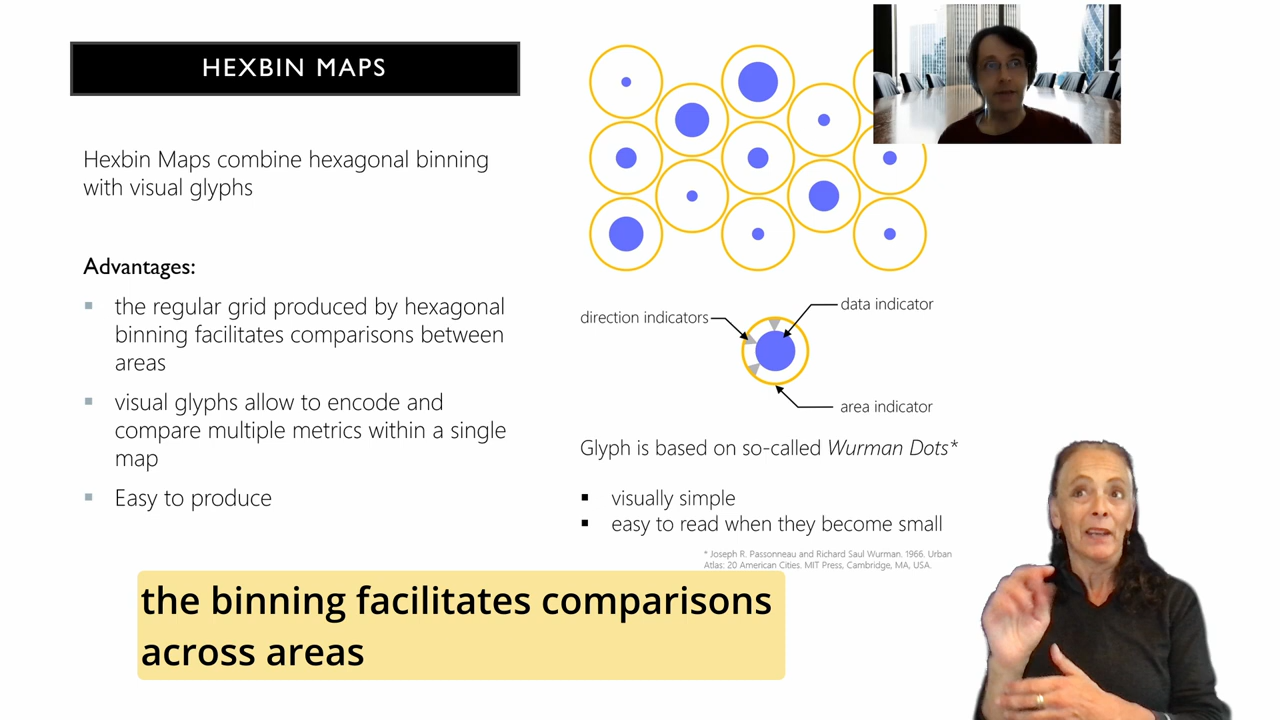 HEXBIN MAPS
Hexbin Maps combine hexagonal binning
with visual glyphs
Advantages:
▪ the regular grid produced by hexagonal
binning facilitates comparisons between
areas
▪ visual glyphs allow to encode and
compare multiple metrics within a single
map
▪ Easy to produce
direction indicators
data indicator
area indicator
Glyph is based on so-called Wurman Dots*
▪ visually simple
▪ easy to read when they become small
* Joseph R. Passonneau and Richard Saul Wurman. 1966. Urban
Atlas: 20 American Cities. MIT Press, Cambridge, MA, USA.
the binning facilitates comparisons
across areas